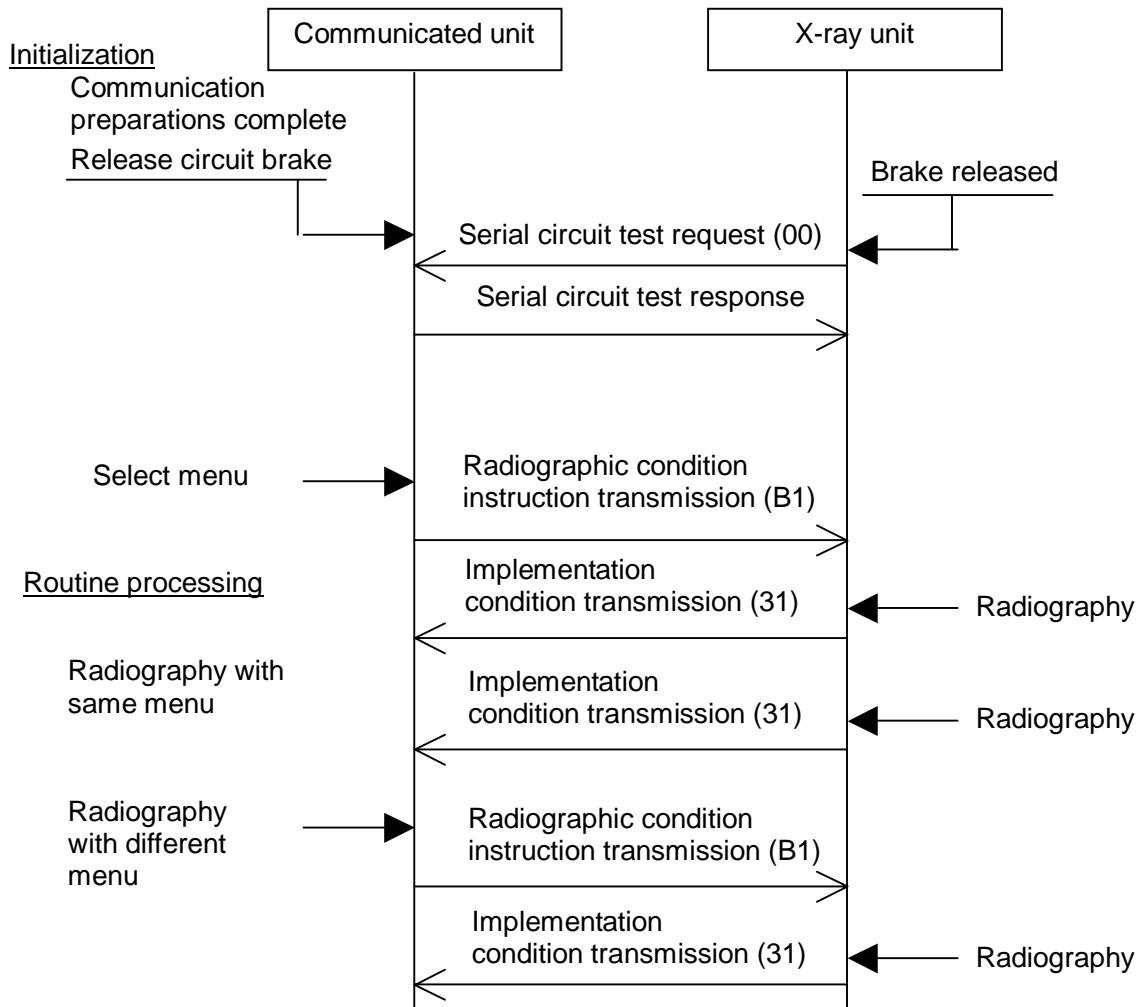 Communicated unit
X-ray unit
Initialization
Communication
preparations complete
Release circuit brake
Brake released
Serial circuit test request (00)
Serial circuit test response
Select menu
Radiographic condition
instruction transmission (B1)
Routine processing
Implementation
condition transmission (31)
Radiography
Radiography with
same menu
Implementation
condition transmission (31)
Radiography
Radiography
with different
menu
Radiographic condition
instruction transmission (B1)
Implementation
condition transmission (31)
Radiography